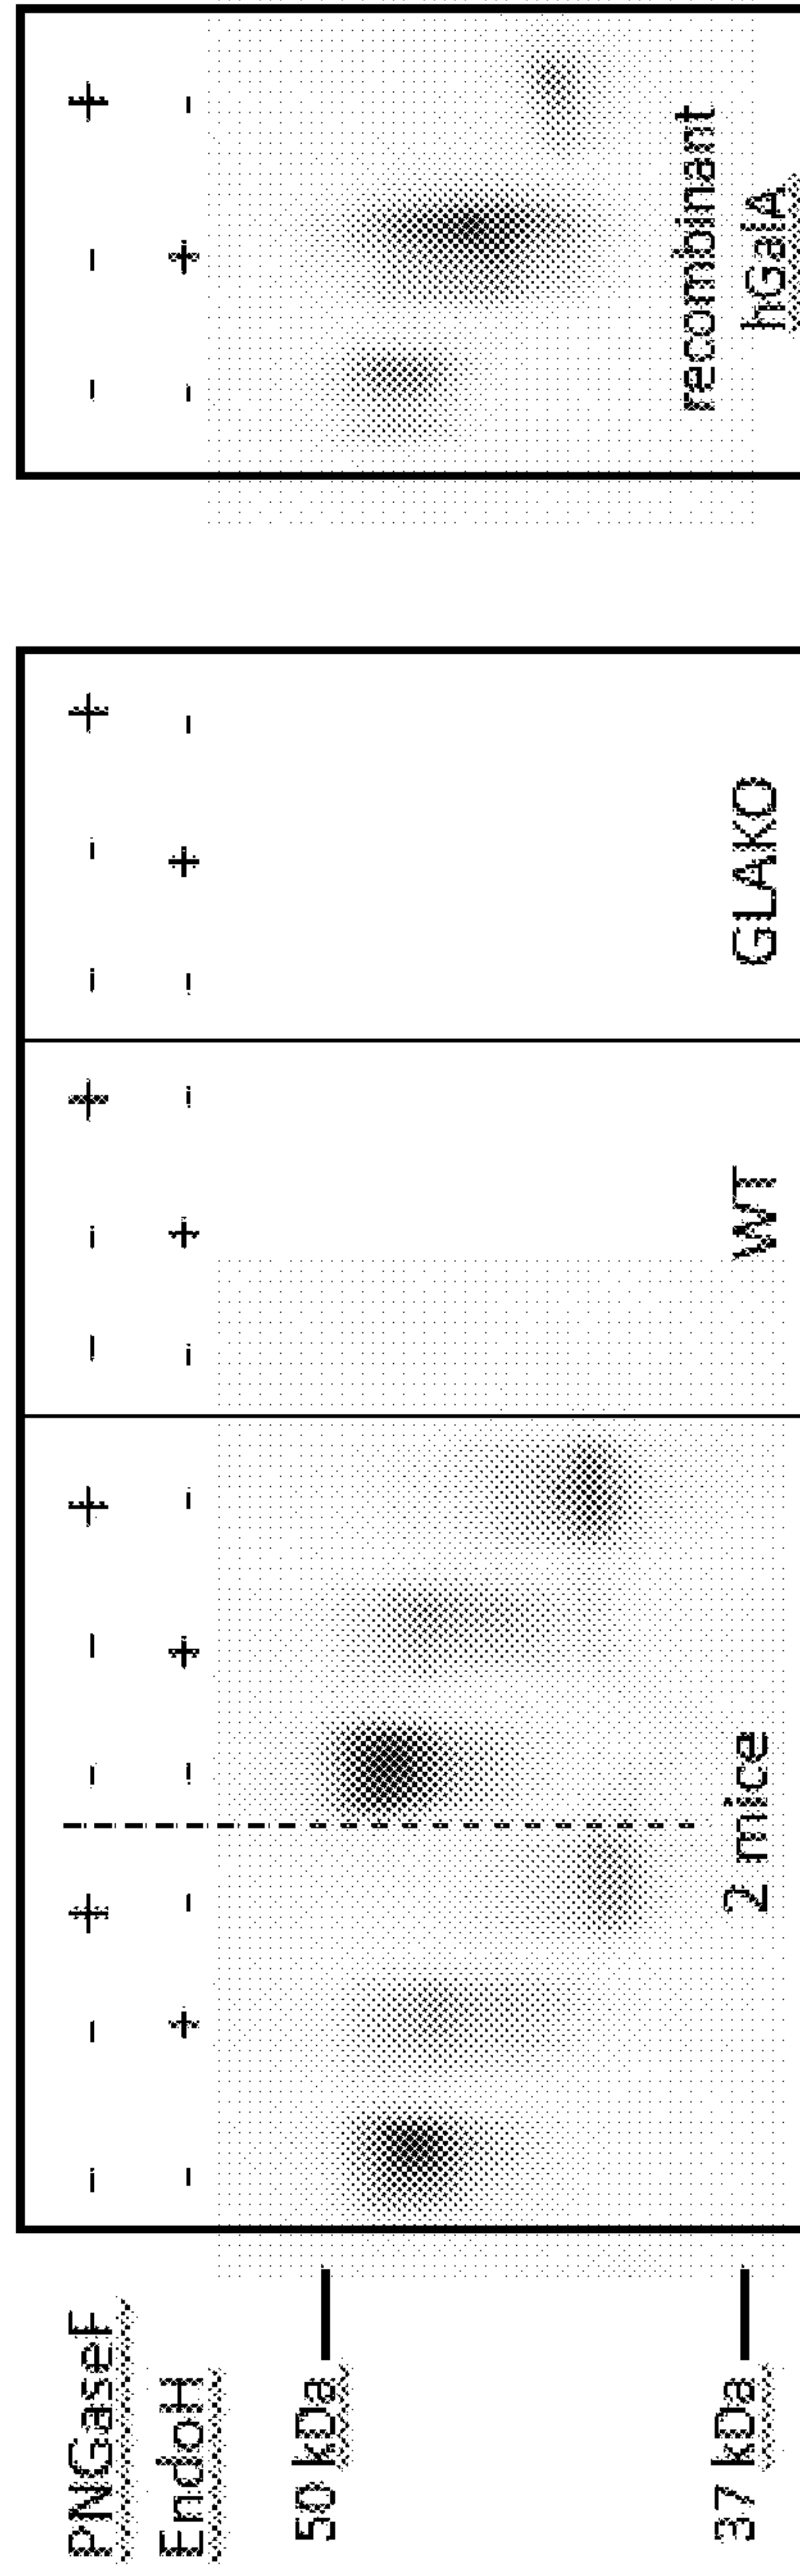 PNGaseF - - + - - + - - + - - + - - +
EndoH - + - - + - - + - - + - - + -
50 kDa
37 kDa
2 mice WT GLAKO recombinant
hGalA